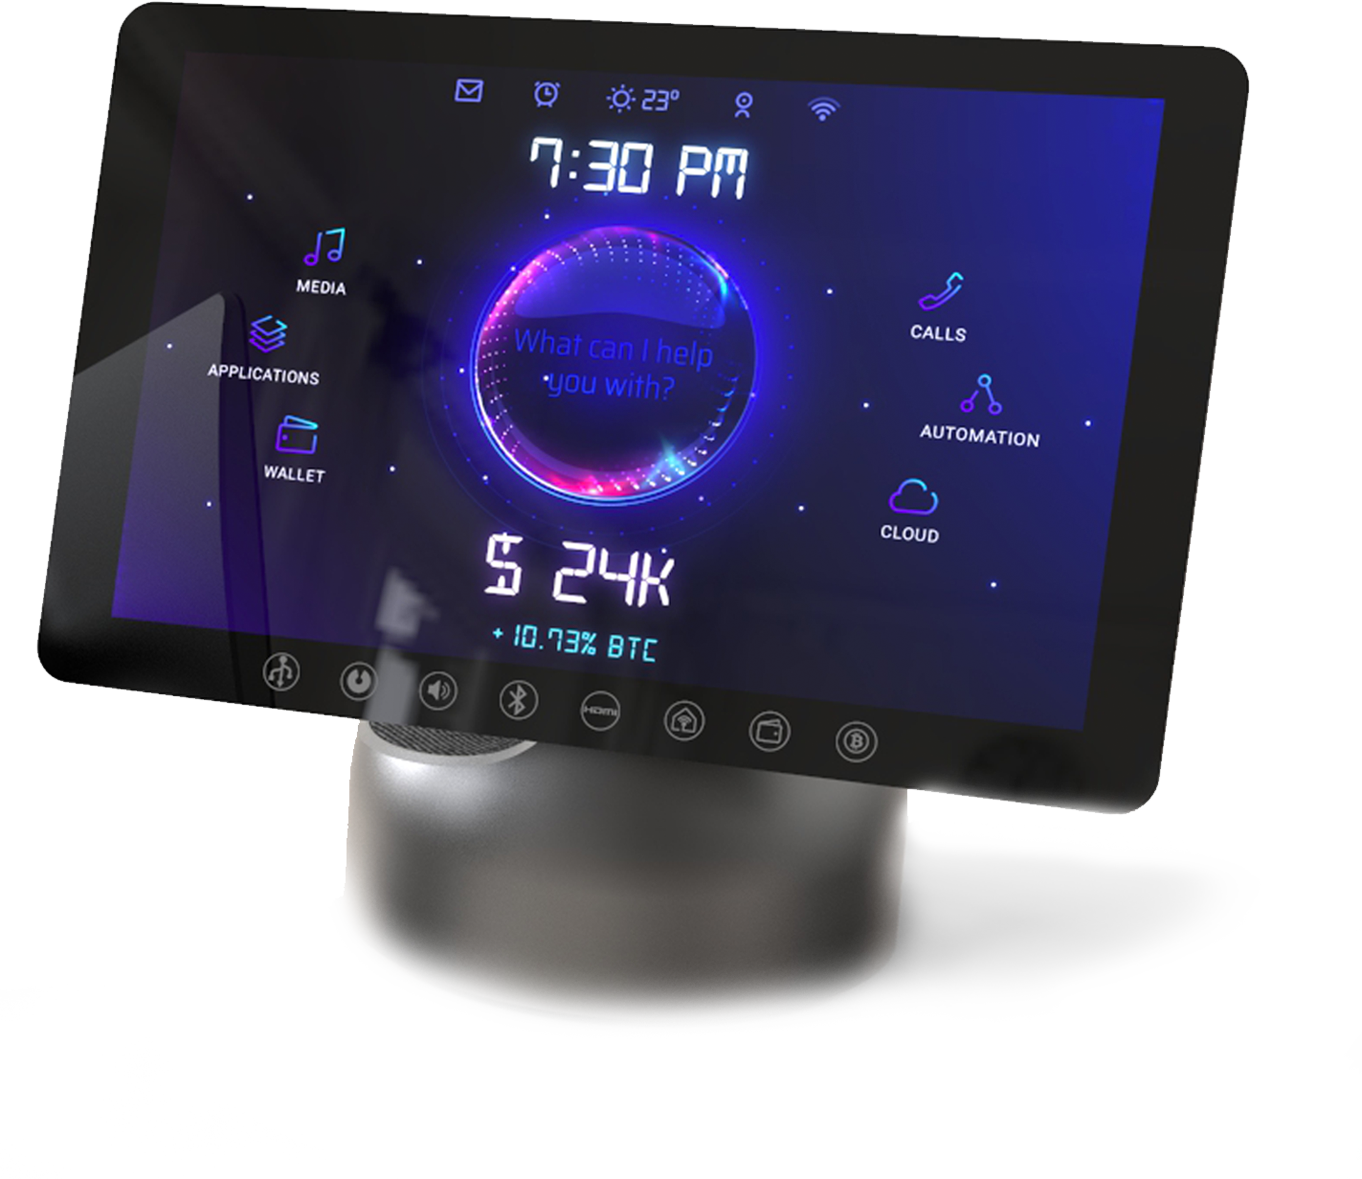 23°
7:30 PM
MEDIA
APPLICATIONS
WALLET
What can I help
you with?
CALLS
AUTOMATION
CLOUD
$ 24K
+ 10.73% BTC
HDMI